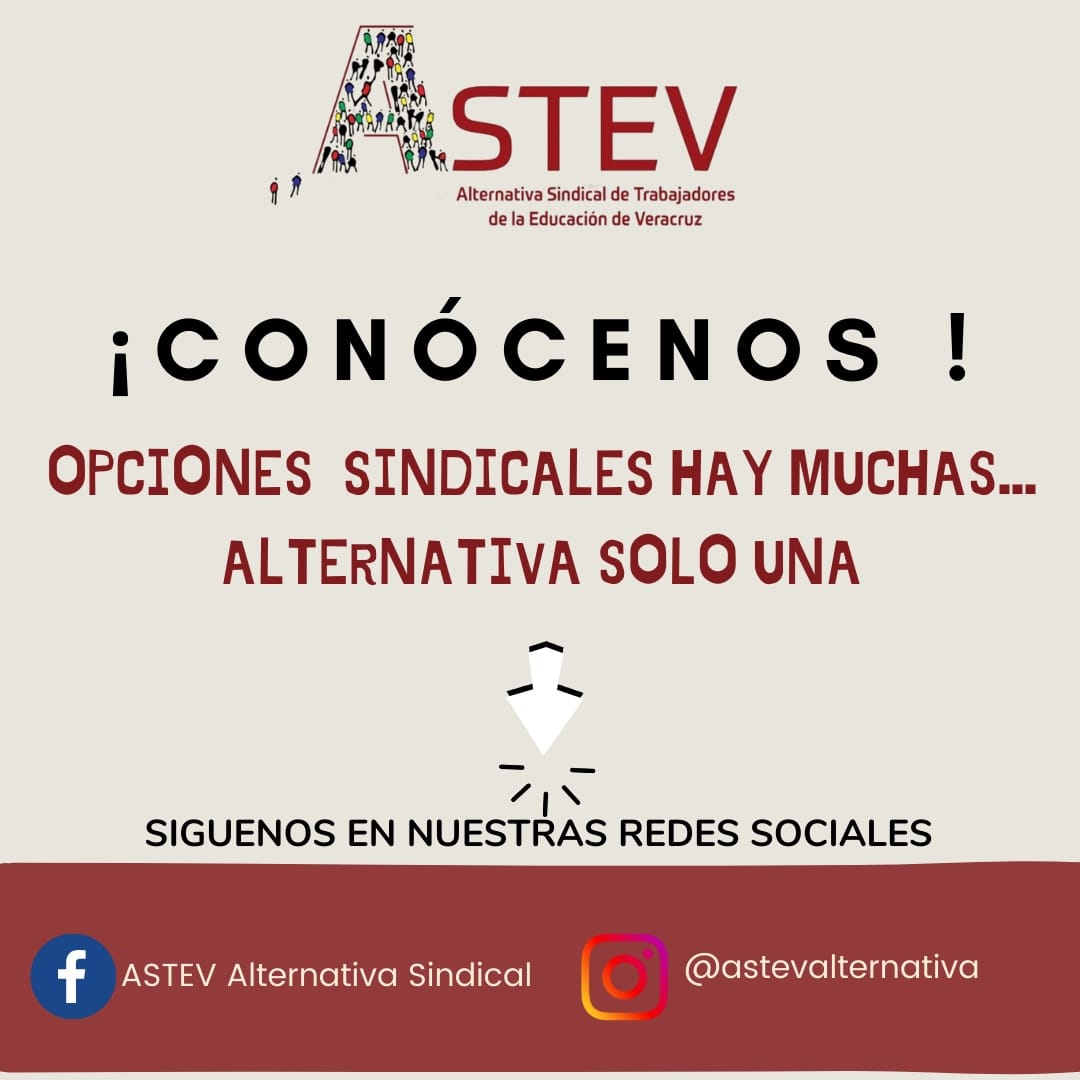 ASTEV
Alternativa Sindical de Trabajadores
de la Educación de Veracruz
¡CONÓCENOS !
OPCIONES SINDICALES HAY MUCHAS...
ALTERNATIVA SOLO UNA
SIGUENOS EN NUESTRAS REDES SOCIALES
ASTEV Alternativa Sindical
@astevalternativa